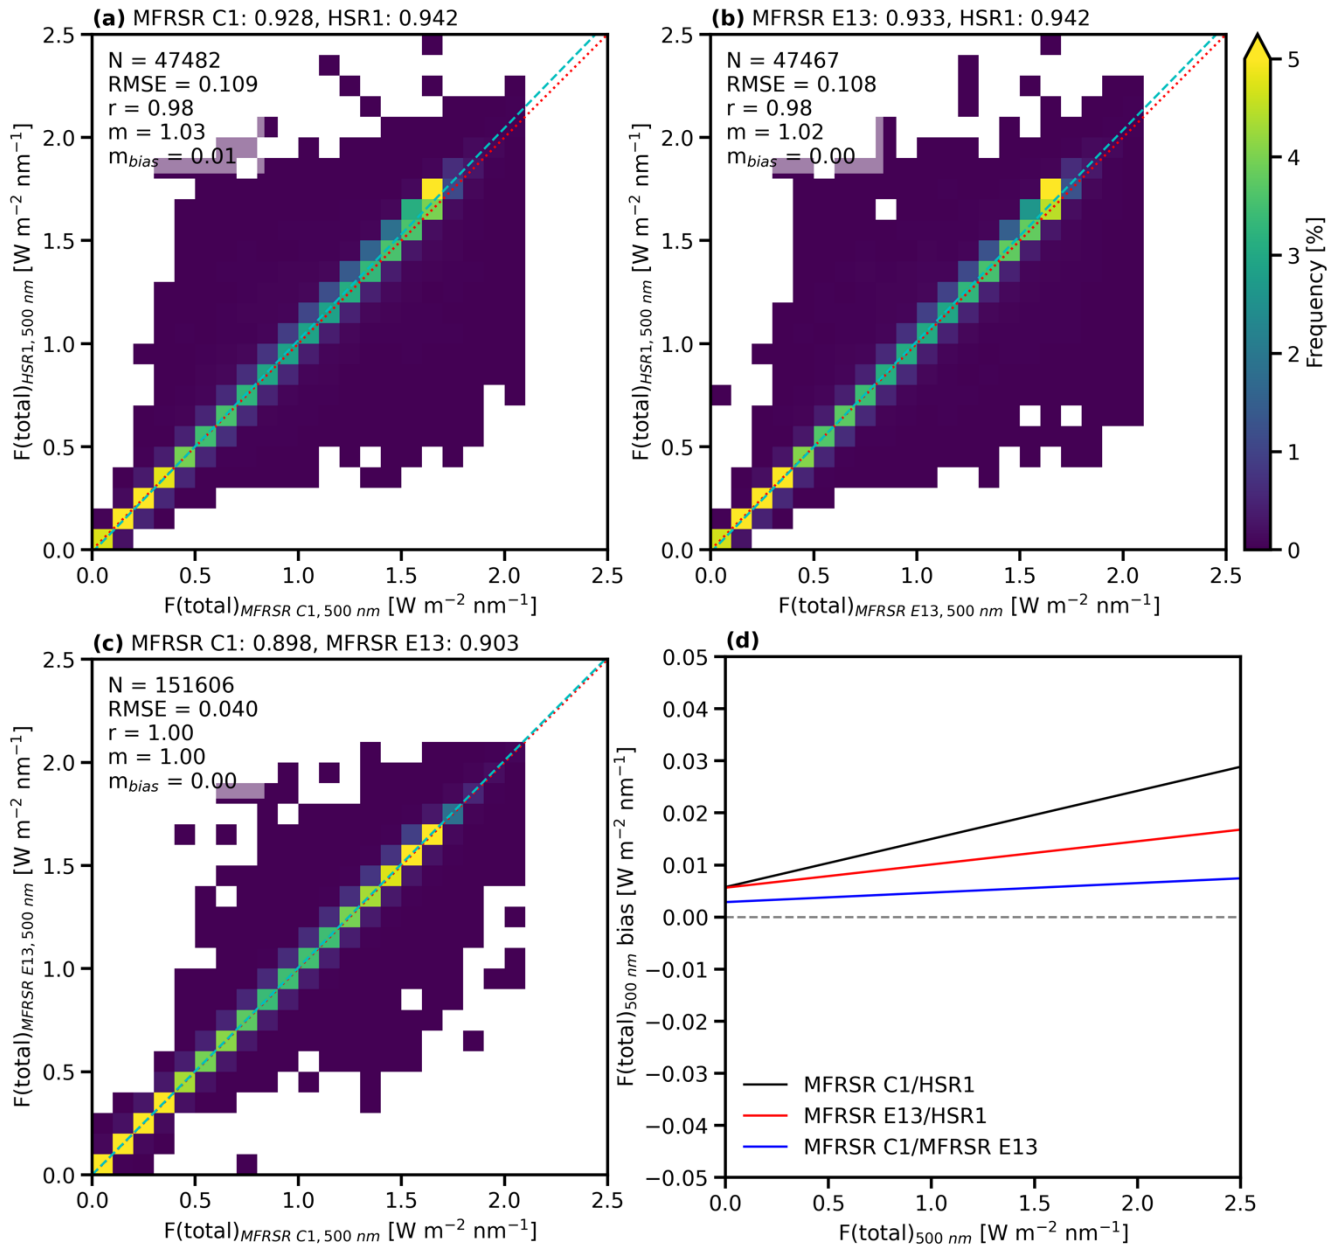 (a) MFRSR C1: 0.928, HSR1: 0.942
N = 47482
RMSE = 0.109
r = 0.98
m = 1.03
m_bias = 0.01
F(total)_HSR1, 500 nm [W m⁻² nm⁻¹]
2.5
2.0
1.5
1.0
0.5
0.0
0.0 0.5 1.0 1.5 2.0 2.5
F(total)_MFRSR C1, 500 nm [W m⁻² nm⁻¹]
(b) MFRSR E13: 0.933, HSR1: 0.942
N = 47467
RMSE = 0.108
r = 0.98
m = 1.02
m_bias = 0.00
F(total)_HSR1, 500 nm [W m⁻² nm⁻¹]
2.5
2.0
1.5
1.0
0.5
0.0
0.0 0.5 1.0 1.5 2.0 2.5
F(total)_MFRSR E13, 500 nm [W m⁻² nm⁻¹]
5
4
3
2
1
0
Frequency [%]
(c) MFRSR C1: 0.898, MFRSR E13: 0.903
N = 151606
RMSE = 0.040
r = 1.00
m = 1.00
m_bias = 0.00
F(total)_MFRSR E13, 500 nm [W m⁻² nm⁻¹]
2.5
2.0
1.5
1.0
0.5
0.0
0.0 0.5 1.0 1.5 2.0 2.5
F(total)_MFRSR C1, 500 nm [W m⁻² nm⁻¹]
(d)
F(total)_500 nm bias [W m⁻² nm⁻¹]
0.05
0.04
0.03
0.02
0.01
0.00
−0.01
−0.02
−0.03
−0.04
−0.05
MFRSR C1/HSR1
MFRSR E13/HSR1
MFRSR C1/MFRSR E13
0.0 0.5 1.0 1.5 2.0 2.5
F(total)_500 nm [W m⁻² nm⁻¹]